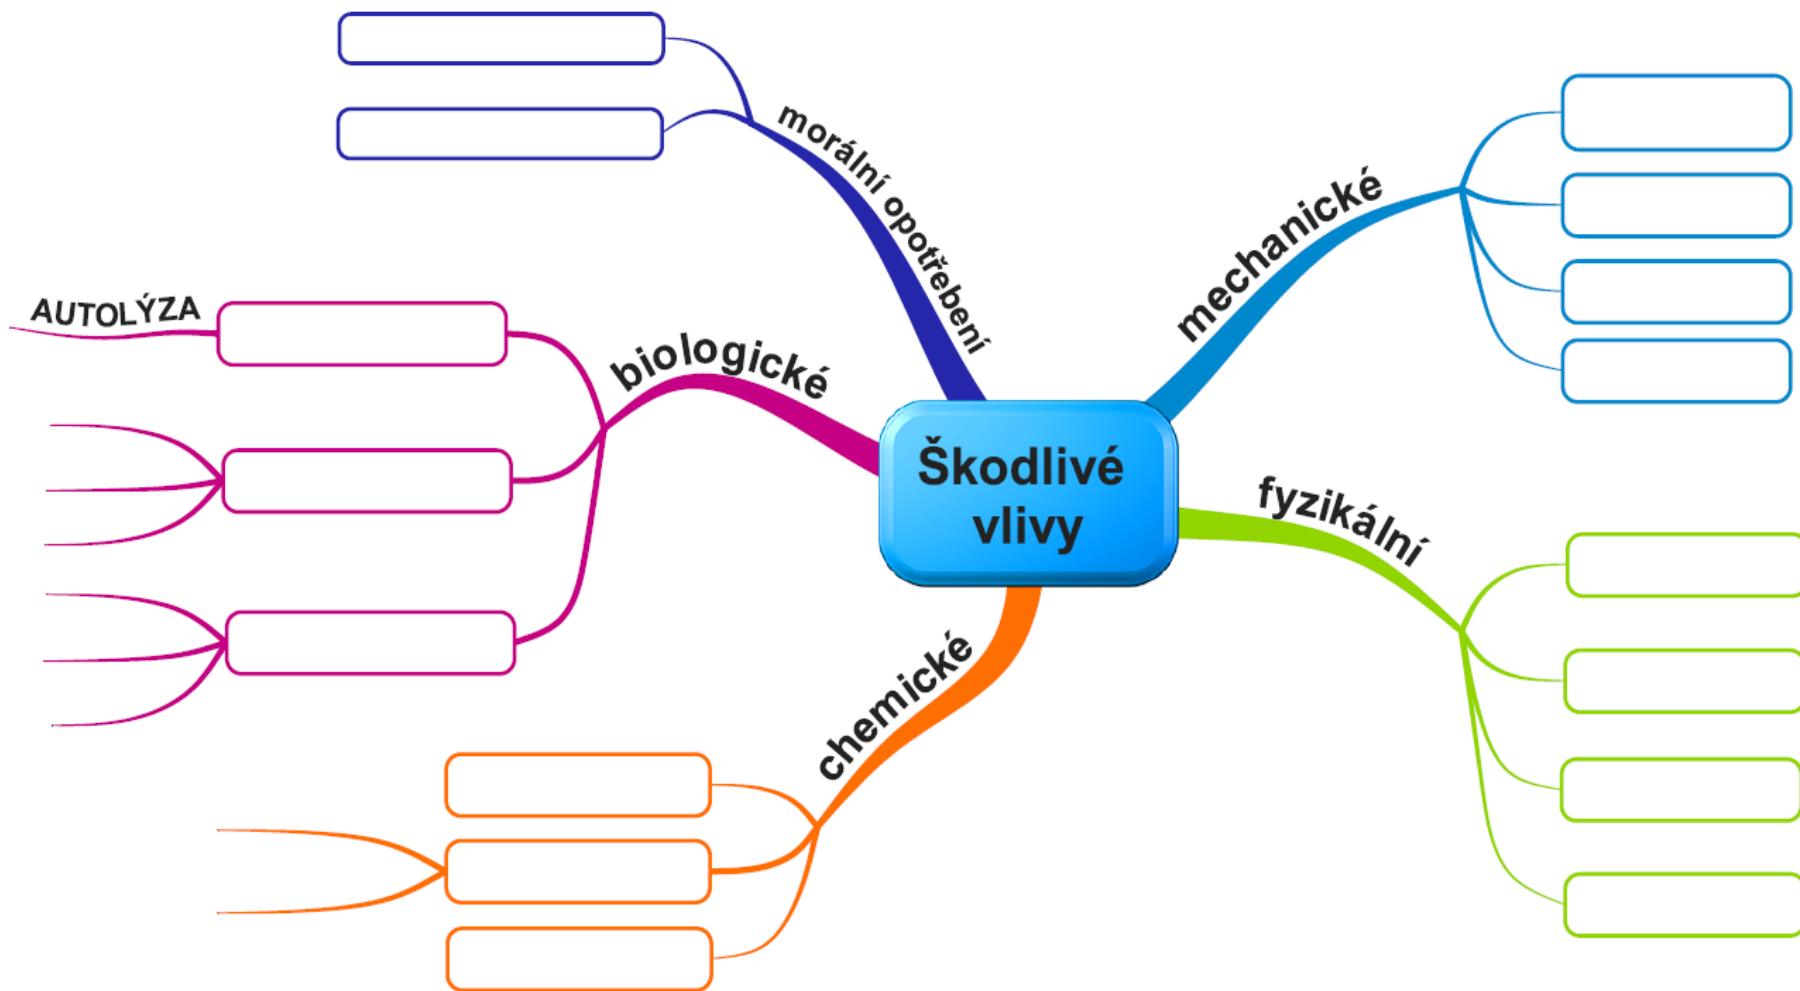 morální opotřebení
mechanické
AUTOLÝZA
biologické
Škodlivé
vlivy
fyzikální
chemické